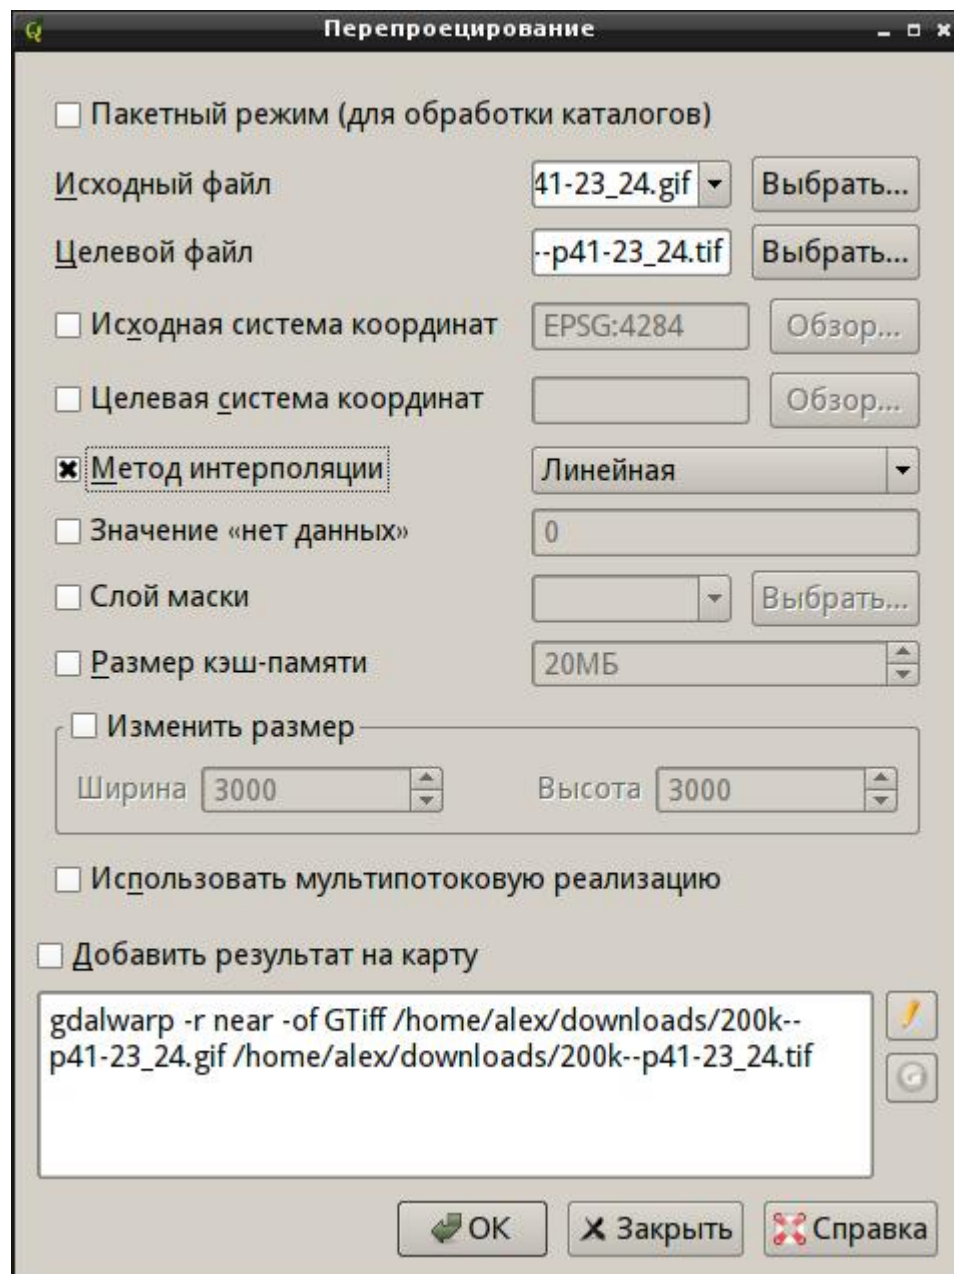 Перепроецирование
Пакетный режим (для обработки каталогов)
Исходный файл 41-23_24.gif Выбрать...
Целевой файл --p41-23_24.tif Выбрать...
Исходная система координат EPSG:4284 Обзор...
Целевая система координат Обзор...
Метод интерполяции Линейная
Значение «нет данных» 0
Слой маски Выбрать...
Размер кэш-памяти 20МБ
Изменить размер
Ширина 3000 Высота 3000
Использовать мультипотоковую реализацию
Добавить результат на карту
gdalwarp -r near -of GTiff /home/alex/downloads/200k--
p41-23_24.gif /home/alex/downloads/200k--p41-23_24.tif
OK Закрыть Справка